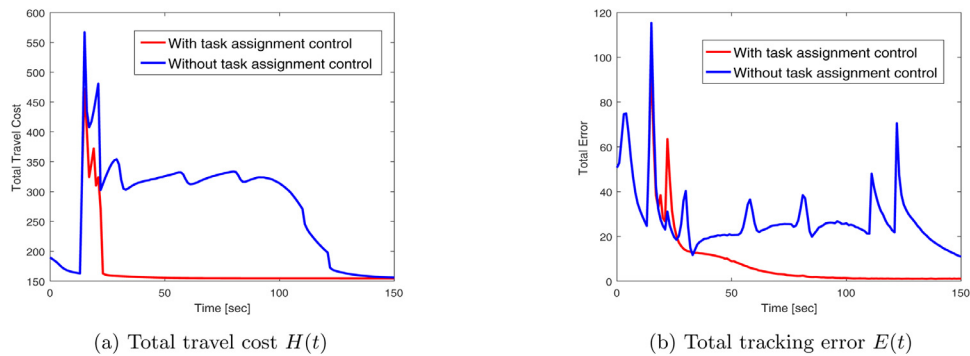 600
550
500
450
400
350
300
250
200
150
0
50
100
150
Total Travel Cost
Time [sec]
With task assignment control
Without task assignment control
(a) Total travel cost H(t)
120
100
80
60
40
20
0
0
50
100
150
Total Error
Time [sec]
With task assignment control
Without task assignment control
(b) Total tracking error E(t)